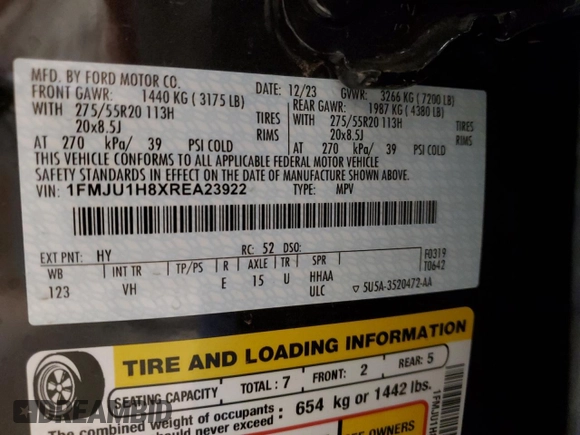 MFD. BY FORD MOTOR CO.
DATE: 12/23 GVWR: 3266 KG (7200 LB)
FRONT GAWR: 1440 KG (3175 LB) REAR GAWR: 1987 KG (4380 LB)
WITH 275/55R20 113H TIRES WITH 275/55R20 113H TIRES
20x8.5J RIMS 20x8.5J RIMS
AT 270 kPa/ 39 PSI COLD AT 270 kPa/ 39 PSI COLD
THIS VEHICLE CONFORMS TO ALL APPLICABLE FEDERAL MOTOR VEHICLE
SAFETY STANDARDS IN EFFECT ON THE DATE OF MANUFACTURE SHOWN ABOVE.
VIN: 1FMJU1H8XREA23922 TYPE: MPV
EXT PNT: HY RC: 52 DSO:
WB INT TR TP/PS R AXLE TR SPR F0319
123 VH E 15 U HHAA T0642
ULC ▽ 5U5A-3520472-AA
TIRE AND LOADING INFORMATION
SEATING CAPACITY TOTAL: 7 FRONT: 2 REAR: 5
The combined weight of occupants
never exceed : 654 kg or 1442 lbs.
OWNERS
DREAMBID